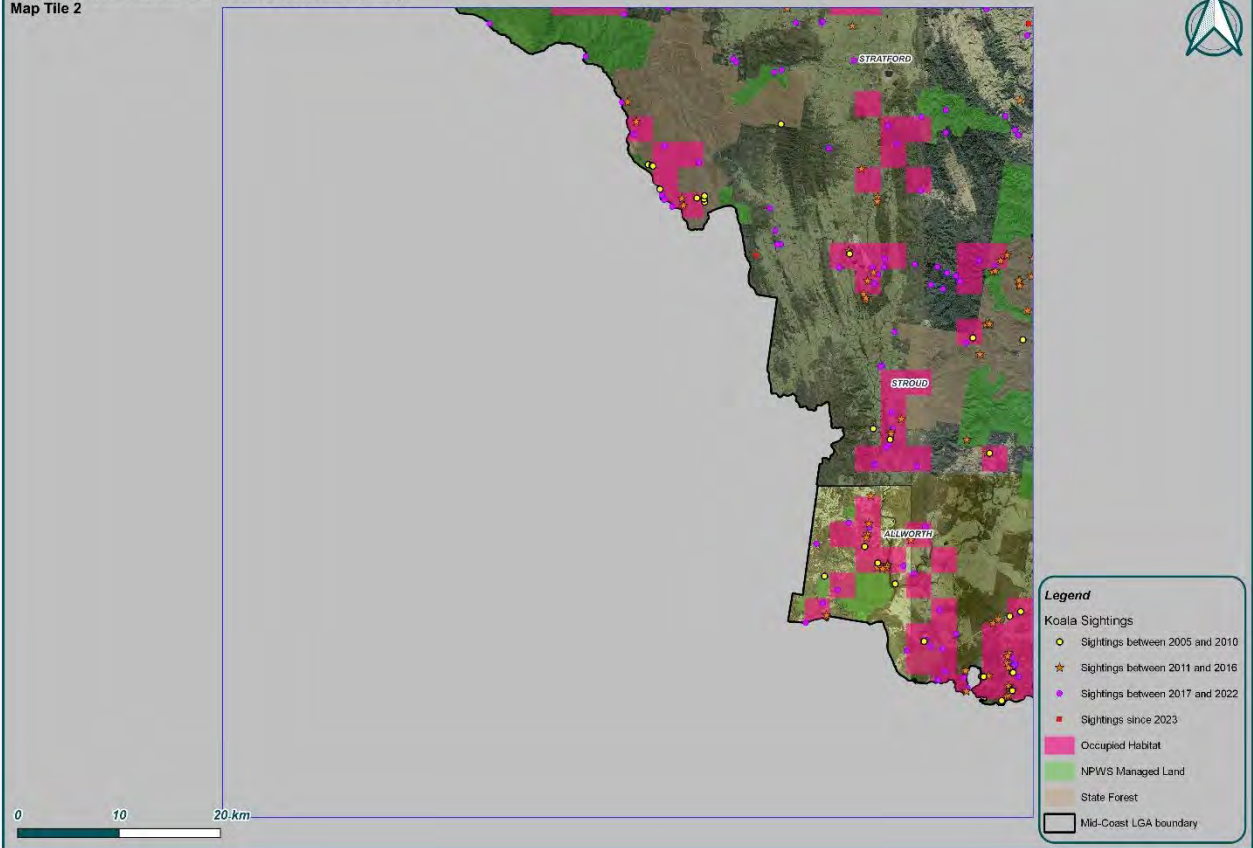 Map Tile 2
STRATFORD
STROUD
ALLWORTH
Legend
Koala Sightings
Sightings between 2005 and 2010
Sightings between 2011 and 2016
Sightings between 2017 and 2022
Sightings since 2023
Occupied Habitat
NPWS Managed Land
State Forest
Mid-Coast LGA boundary
0 10 20 km